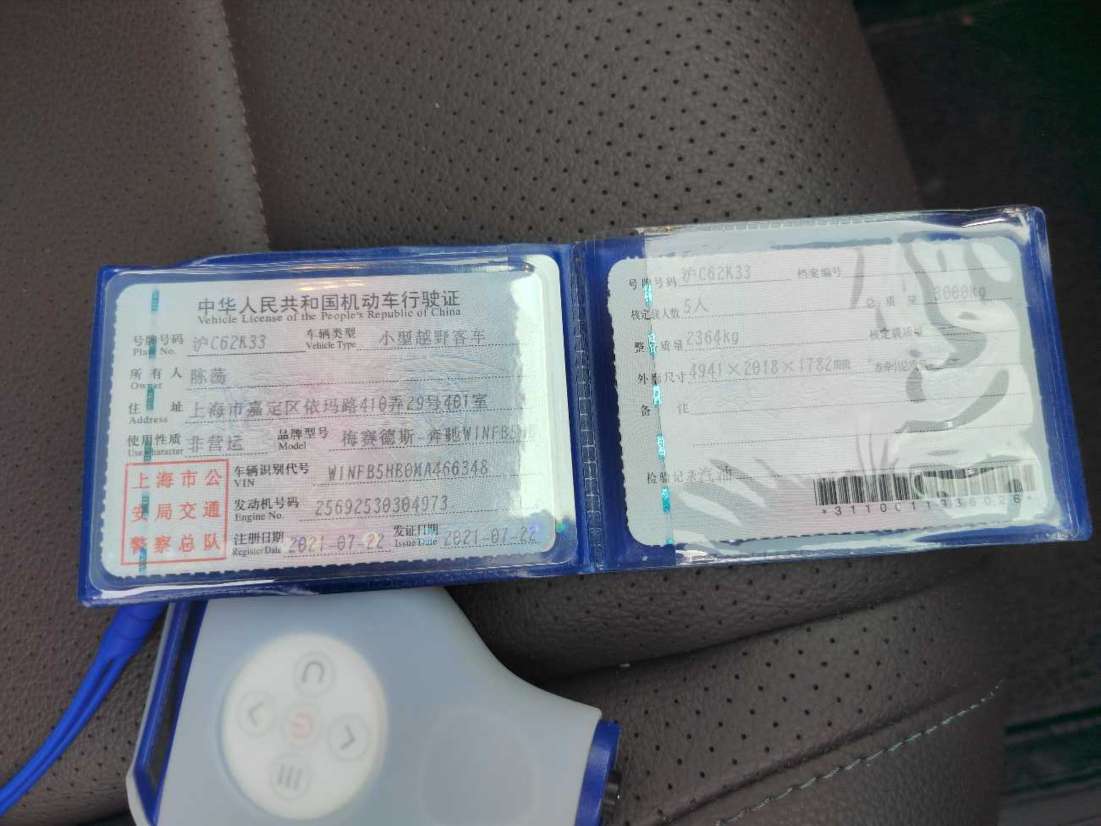 中华人民共和国机动车行驶证
Vehicle License of the People's Republic of China
号牌号码 沪C62K33 车辆类型 小型越野客车
Plate No. Vehicle Type
所有人 陈荡
Owner
住址 上海市嘉定区依玛路410弄29号401室
Address
使用性质 非营运 品牌型号 梅赛德斯-奔驰W1NFB5HB
Use Character Model
车辆识别代号 W1NFB5HB0MA466348
VIN
发动机号码 25692530304973
Engine No.
注册日期 2021-07-22 发证日期 2021-07-22
Register Date Issue Date
上海市公
安局交通
警察总队
号牌号码 沪C62K33 档案编号
核定载人数 5人 总质量 3000kg
整备质量 2364kg 核定载质量
外廓尺寸 4941×2018×1782mm
备注
检验记录 汽油